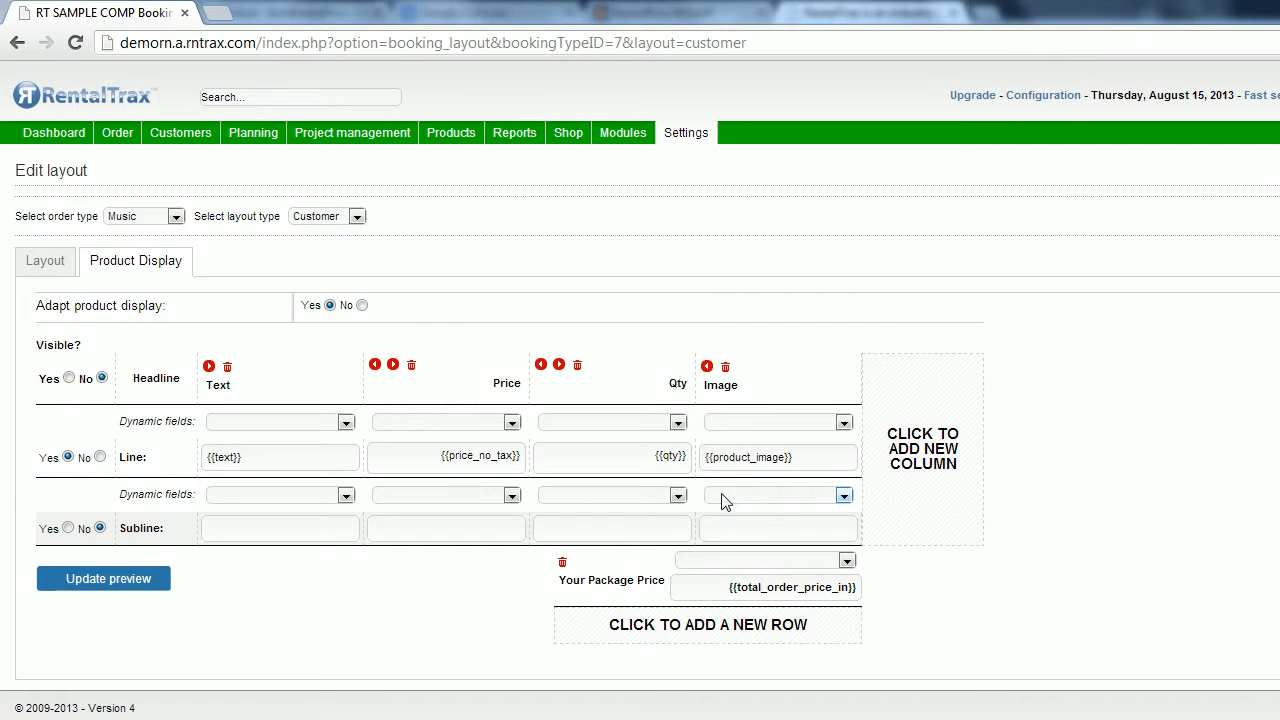 RT SAMPLE COMP Bookin
demorn.a.rntrax.com/index.php?option=booking_layout&bookingTypeID=7&layout=customer
RentalTrax
Search...
Upgrade - Configuration - Thursday, August 15, 2013 - Fast se
Dashboard Order Customers Planning Project management Products Reports Shop Modules Settings
Edit layout
Select order type Music Select layout type Customer
Layout Product Display
Adapt product display: Yes No
Visible?
Yes No Headline Text Price Qty Image
Dynamic fields:
Yes No Line: {{text}} {{price_no_tax}} {{qty}} {{product_image}}
CLICK TO
ADD NEW
COLUMN
Dynamic fields:
Yes No Subline:
Update preview
Your Package Price {{total_order_price_in}}
CLICK TO ADD A NEW ROW
© 2009-2013 - Version 4